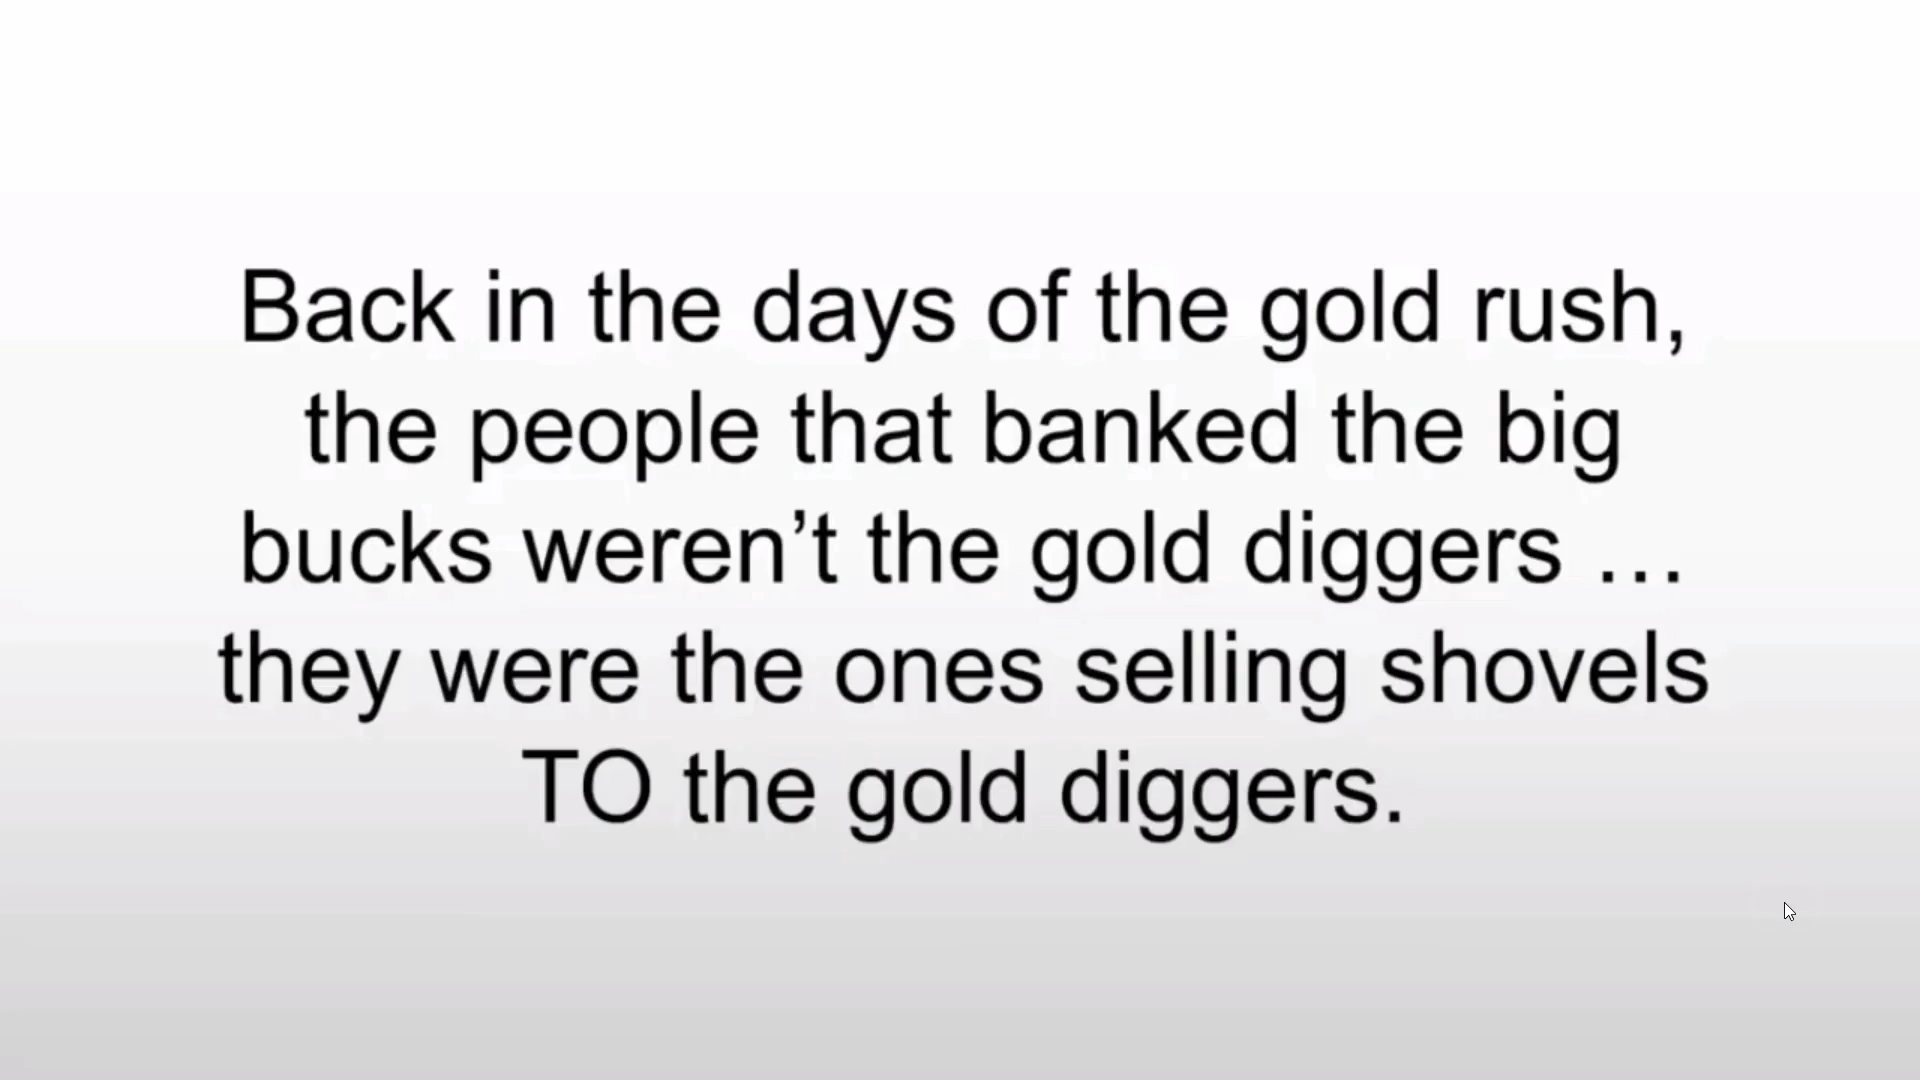 Back in the days of the gold rush,
the people that banked the big
bucks weren’t the gold diggers …
they were the ones selling shovels
TO the gold diggers.